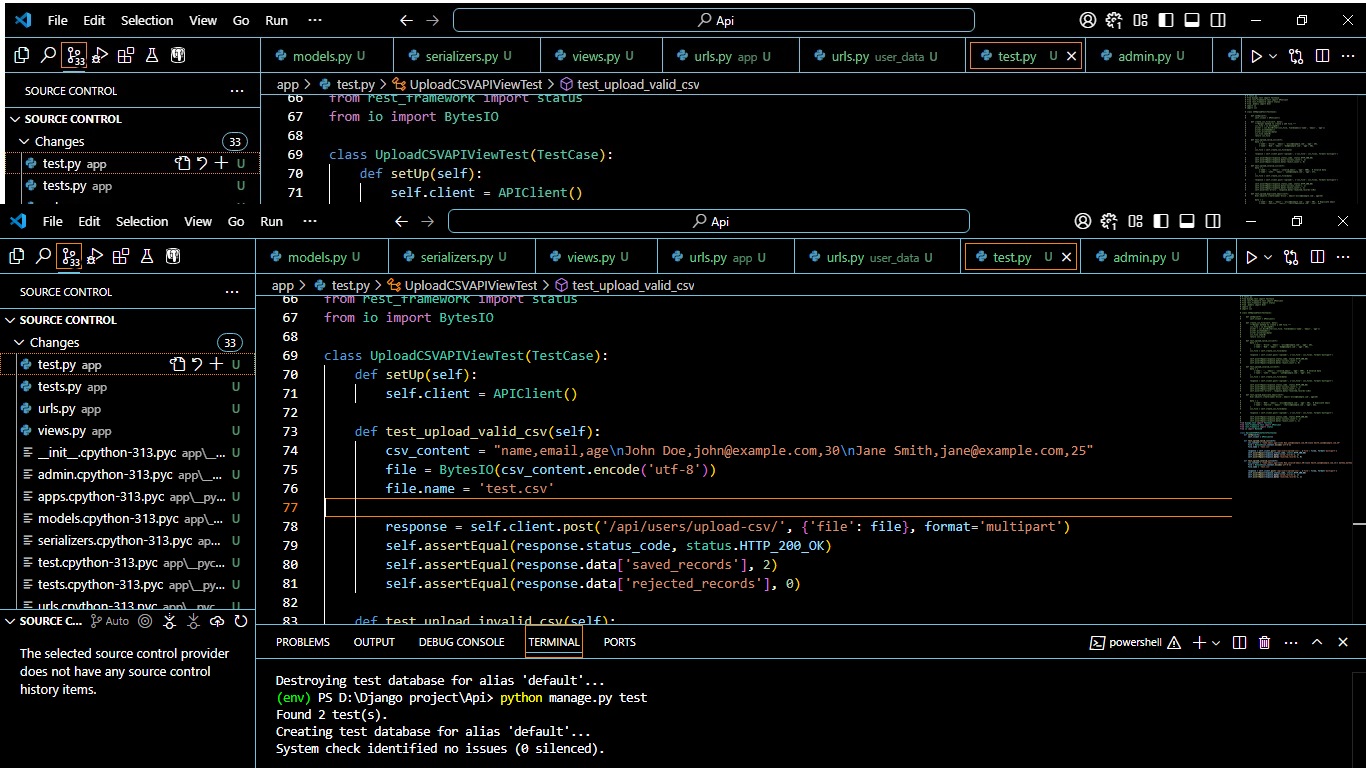 File Edit Selection View Go Run ··· Api
models.py U serializers.py U views.py U urls.py app U urls.py user_data U test.py U admin.py U
SOURCE CONTROL ···
app > test.py > UploadCSVAPIViewTest > test_upload_valid_csv
SOURCE CONTROL
Changes 33
test.py app U
tests.py app U
66 from rest_framework import status
67 from io import BytesIO
68
69 class UploadCSVAPIViewTest(TestCase):
70 def setUp(self):
71 self.client = APIClient()
File Edit Selection View Go Run ··· Api
33
models.py U serializers.py U views.py U urls.py app U urls.py user_data U test.py U admin.py U
SOURCE CONTROL ···
app > test.py > UploadCSVAPIViewTest > test_upload_valid_csv
SOURCE CONTROL
Changes 33
test.py app U
tests.py app U
urls.py app U
views.py app U
__init__.cpython-313.pyc app\__... U
admin.cpython-313.pyc app\__... U
apps.cpython-313.pyc app\__py... U
models.cpython-313.pyc app\_... U
serializers.cpython-313.pyc ap... U
test.cpython-313.pyc app\__pyc... U
tests.cpython-313.pyc app\__py... U
urls.cpython-313.pyc app\__pyc... U
66 from rest_framework import status
67 from io import BytesIO
68
69 class UploadCSVAPIViewTest(TestCase):
70 def setUp(self):
71 self.client = APIClient()
72
73 def test_upload_valid_csv(self):
74 csv_content = "name,email,age\nJohn Doe,john@example.com,30\nJane Smith,jane@example.com,25"
75 file = BytesIO(csv_content.encode('utf-8'))
76 file.name = 'test.csv'
77
78 response = self.client.post('/api/users/upload-csv/', {'file': file}, format='multipart')
79 self.assertEqual(response.status_code, status.HTTP_200_OK)
80 self.assertEqual(response.data['saved_records'], 2)
81 self.assertEqual(response.data['rejected_records'], 0)
82
83 def test_upload_invalid_csv(self):
SOURCE C... Auto
The selected source control provider
does not have any source control
history items.
PROBLEMS OUTPUT DEBUG CONSOLE TERMINAL PORTS powershell
Destroying test database for alias 'default'...
(env) PS D:\Django project\Api> python manage.py test
Found 2 test(s).
Creating test database for alias 'default'...
System check identified no issues (0 silenced).